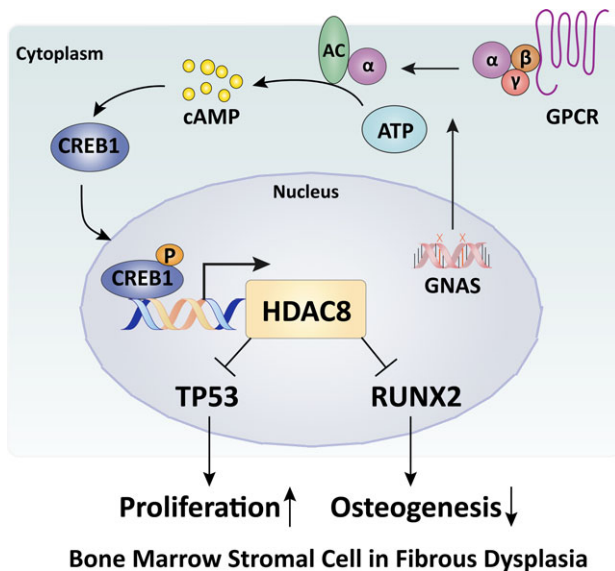 Cytoplasm
AC
α
α
β
γ
GPCR
cAMP
ATP
CREB1
Nucleus
P
CREB1
X X
GNAS
HDAC8
TP53
RUNX2
Proliferation
Osteogenesis
Bone Marrow Stromal Cell in Fibrous Dysplasia